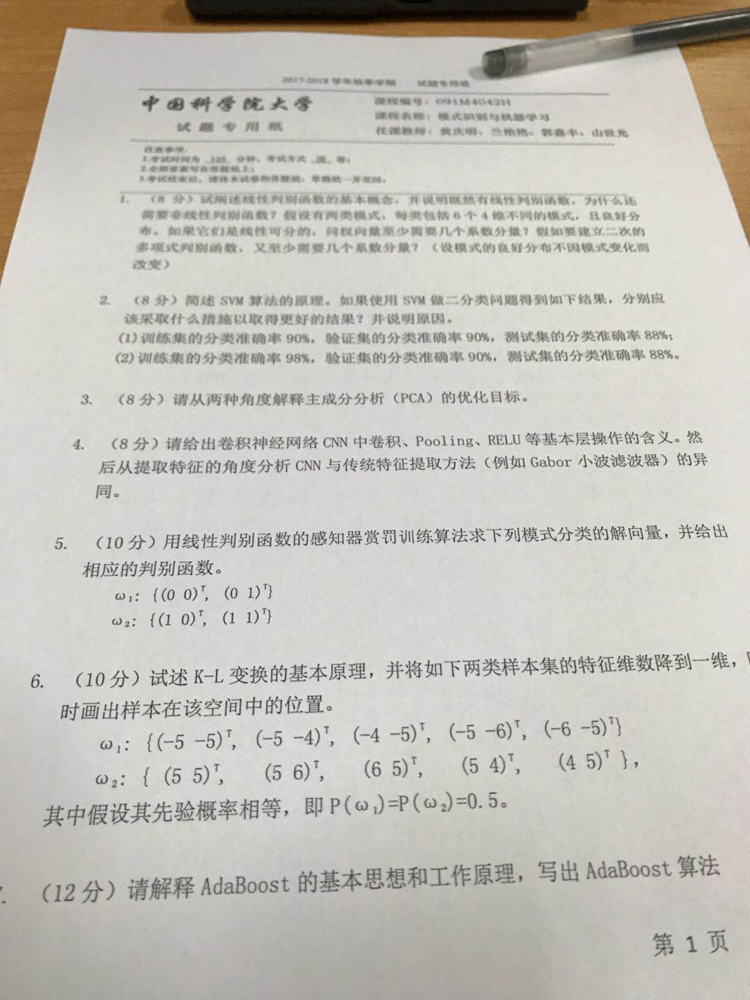 2017-2018 学年秋季学期 试题专用纸
中国科学院大学
试题专用纸
课程编号：091M4042H
课程名称：模式识别与机器学习
任课教师：黄庆明、兰艳艳、郭嘉丰、山世光
注意事项：
1.考试时间为 120 分钟，考试方式 闭 卷；
2.全部答案写在答题纸上；
3.考试结束后，请将本试卷和答题纸、草稿纸一并交回。
1. （8 分）试阐述线性判别函数的基本概念，并说明既然有线性判别函数，为什么还
需要非线性判别函数？假设有两类模式，每类包括 6 个 4 维不同的模式，且良好分
布。如果它们是线性可分的，问权向量至少需要几个系数分量？假如要建立二次的
多项式判别函数，又至少需要几个系数分量？（设模式的良好分布不因模式变化而
改变）
2. （8 分）简述 SVM 算法的原理。如果使用 SVM 做二分类问题得到如下结果，分别应
该采取什么措施以取得更好的结果？并说明原因。
(1)训练集的分类准确率 90%，验证集的分类准确率 90%，测试集的分类准确率 88%；
(2)训练集的分类准确率 98%，验证集的分类准确率 90%，测试集的分类准确率 88%。
3. （8 分）请从两种角度解释主成分分析（PCA）的优化目标。
4. （8 分）请给出卷积神经网络 CNN 中卷积、Pooling、RELU 等基本层操作的含义。然
后从提取特征的角度分析 CNN 与传统特征提取方法（例如 Gabor 小波滤波器）的异
同。
5. （10 分）用线性判别函数的感知器赏罚训练算法求下列模式分类的解向量，并给出
相应的判别函数。
ω₁: {(0 0)ᵀ, (0 1)ᵀ}
ω₂: {(1 0)ᵀ, (1 1)ᵀ}
6. （10 分）试述 K-L 变换的基本原理，并将如下两类样本集的特征维数降到一维，
时画出样本在该空间中的位置。
ω₁: {(-5 -5)ᵀ, (-5 -4)ᵀ, (-4 -5)ᵀ, (-5 -6)ᵀ, (-6 -5)ᵀ}
ω₂: { (5 5)ᵀ, (5 6)ᵀ, (6 5)ᵀ, (5 4)ᵀ, (4 5)ᵀ },
其中假设其先验概率相等，即 P(ω₁)=P(ω₂)=0.5。
（12 分）请解释 AdaBoost 的基本思想和工作原理，写出 AdaBoost 算法
第 1 页